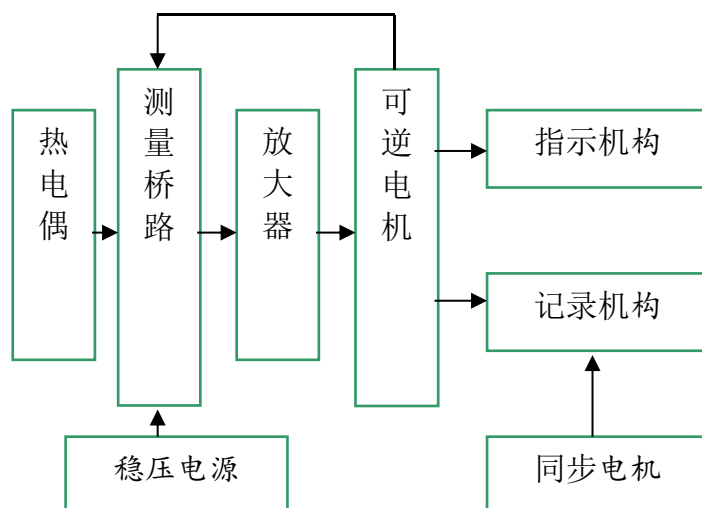 热电偶
测量桥路
放大器
可逆电机
指示机构
记录机构
稳压电源
同步电机